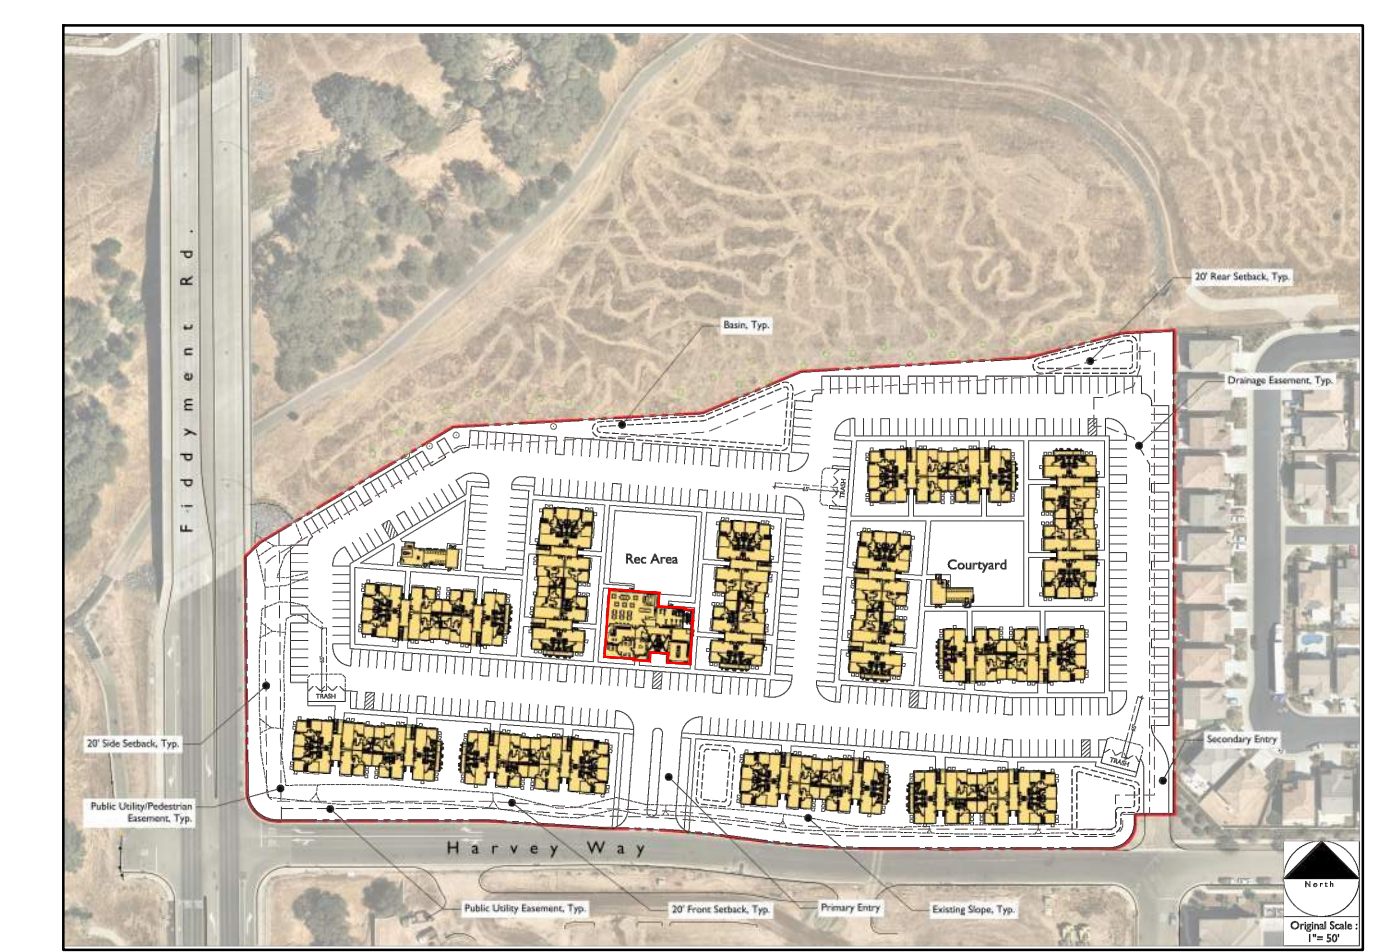 Fiddyment Rd.
20' Rear Setback, Typ.
Basin, Typ.
Drainage Easement, Typ.
TRASH
Rec Area
Courtyard
TRASH
20' Side Setback, Typ.
Secondary Entry
TRASH
Public Utility/Pedestrian
Easement, Typ.
Harvey Way
Public Utility Easement, Typ.
20' Front Setback, Typ.
Primary Entry
Existing Slope, Typ.
North
Original Scale :
1"= 50'